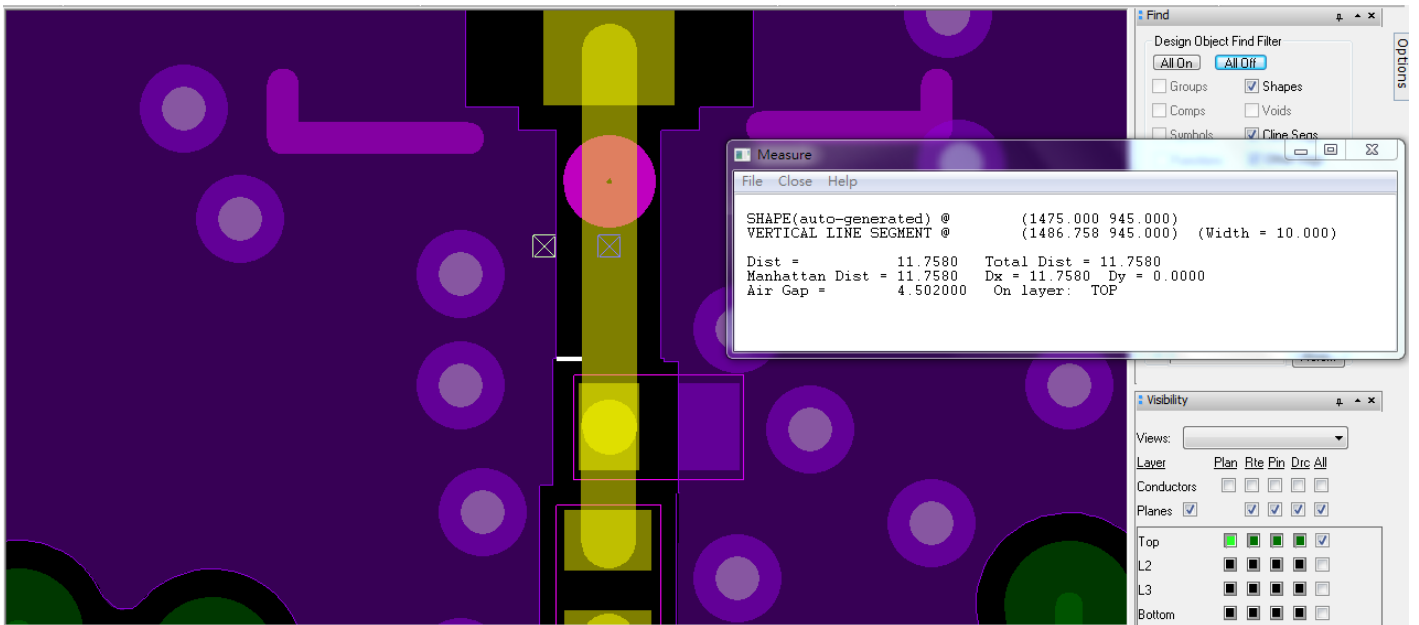 Find
Design Object Find Filter
All On All Off
Groups Shapes
Comps Voids
Symbols Cline Segs
Options
Measure
File Close Help
SHAPE(auto-generated) @ (1475.000 945.000)
VERTICAL LINE SEGMENT @ (1486.758 945.000) (Width = 10.000)
Dist = 11.7580 Total Dist = 11.7580
Manhattan Dist = 11.7580 Dx = 11.7580 Dy = 0.0000
Air Gap = 4.502000 On layer: TOP
Visibility
Views:
Layer Plan Rte Pin Drc All
Conductors
Planes
Top
L2
L3
Bottom